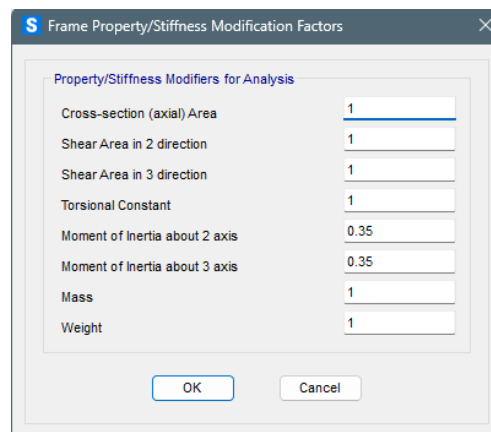 S Frame Property/Stiffness Modification Factors
Property/Stiffness Modifiers for Analysis
Cross-section (axial) Area 1
Shear Area in 2 direction 1
Shear Area in 3 direction 1
Torsional Constant 1
Moment of Inertia about 2 axis 0.35
Moment of Inertia about 3 axis 0.35
Mass 1
Weight 1
OK Cancel